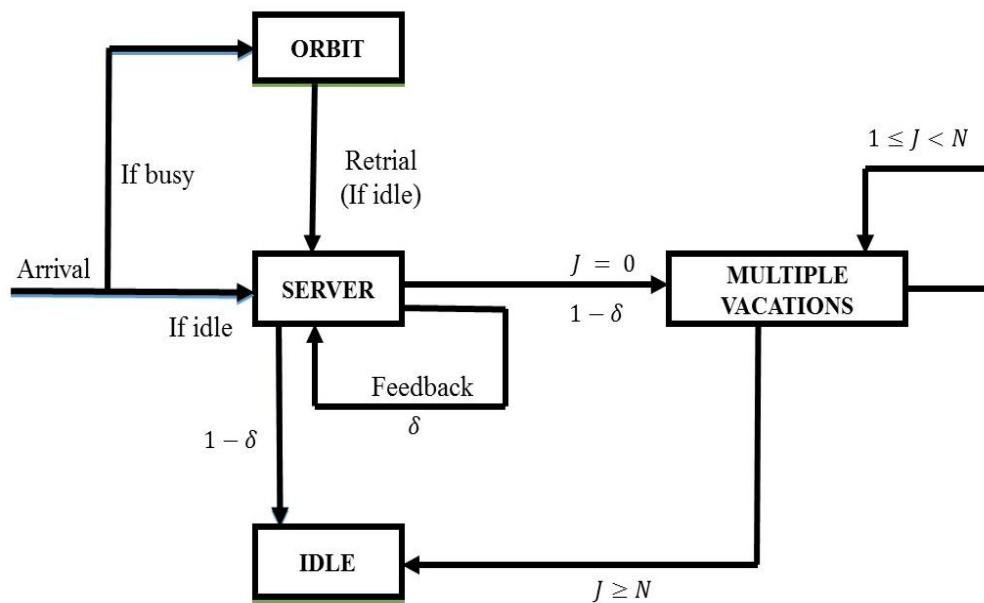 ORBIT
1 ≤ J < N
If busy
Retrial
(If idle)
Arrival
SERVER
J = 0
MULTIPLE
VACATIONS
If idle
1 − δ
Feedback
δ
1 − δ
IDLE
J ≥ N